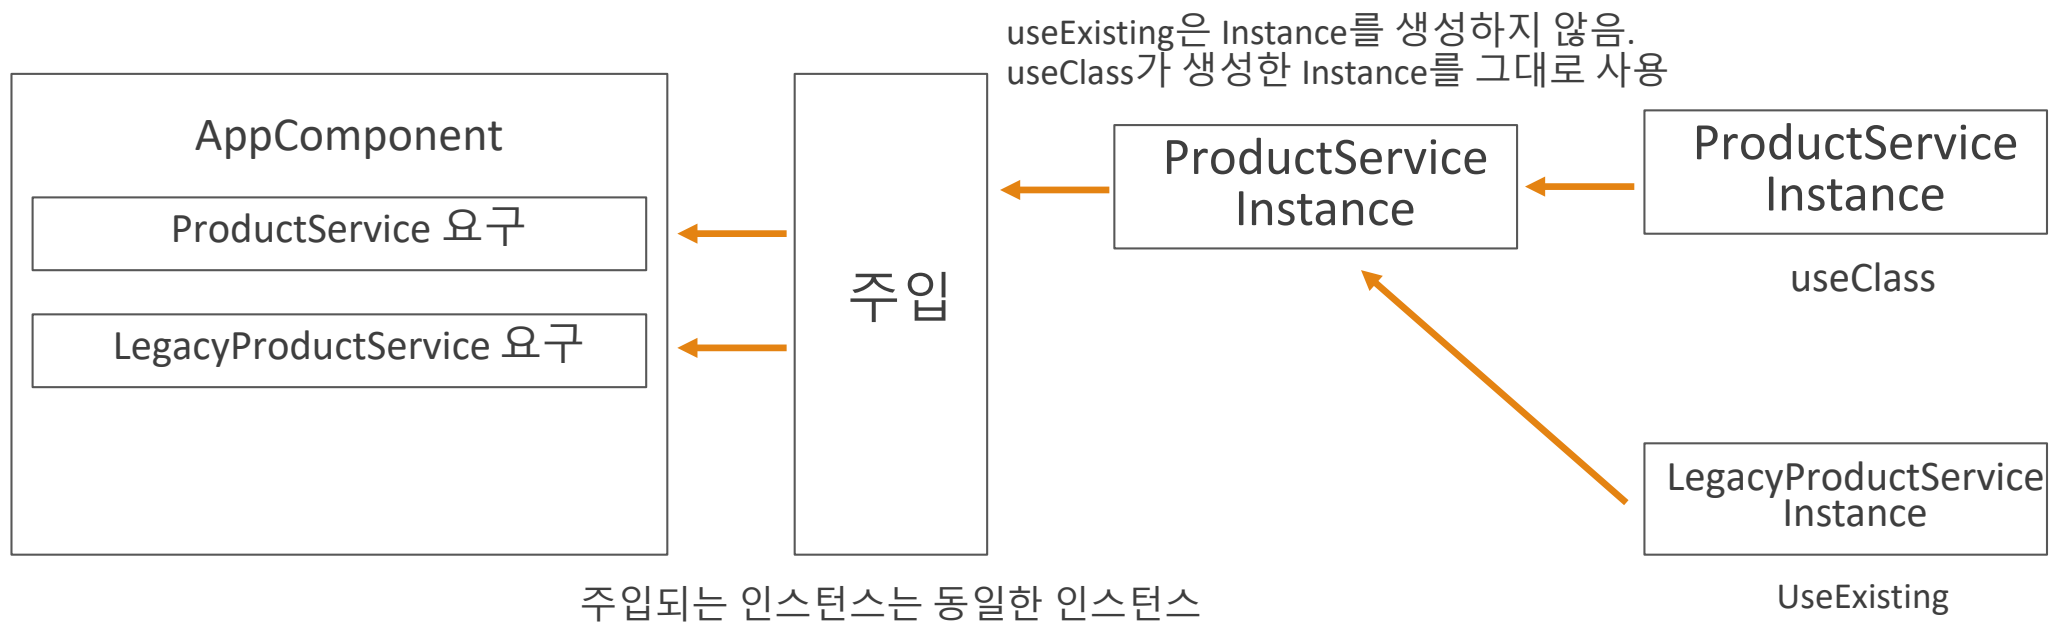 useExisting은 Instance를 생성하지 않음.
useClass가 생성한 Instance를 그대로 사용
AppComponent
ProductService 요구
LegacyProductService 요구
주입
ProductService
Instance
ProductService
Instance
useClass
LegacyProductService
Instance
UseExisting
주입되는 인스턴스는 동일한 인스턴스